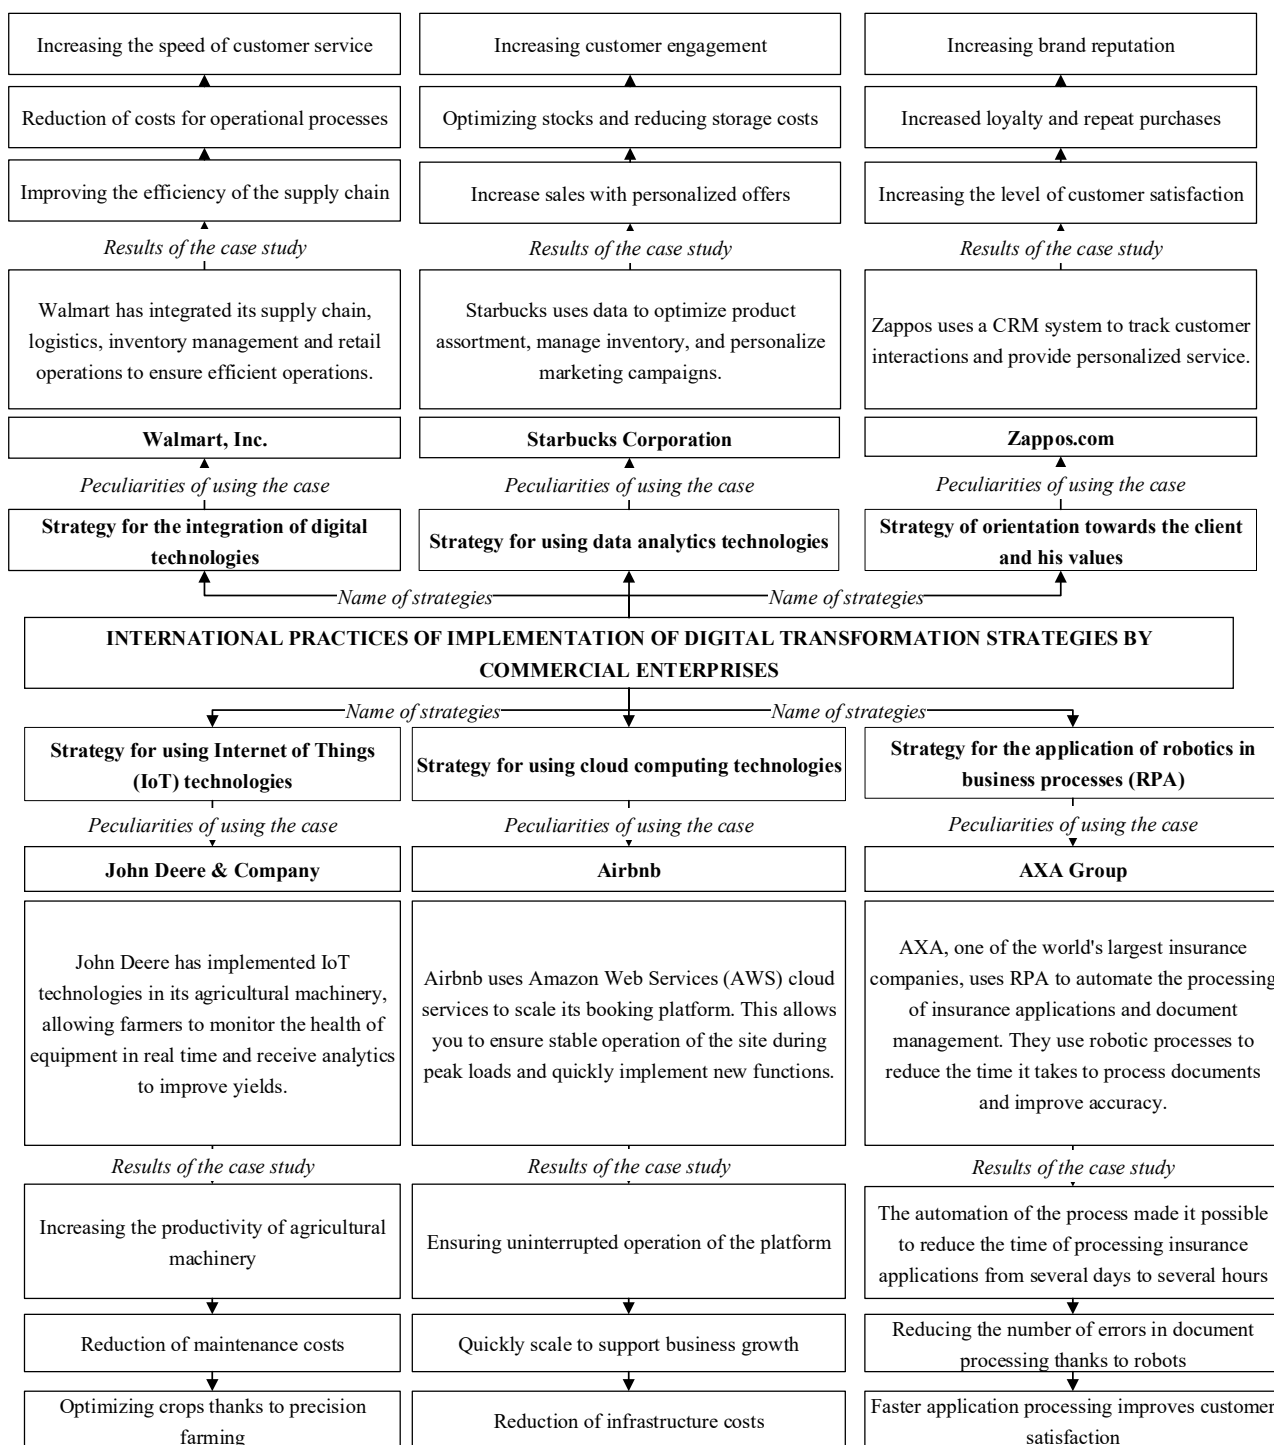 Increasing the speed of customer service
Increasing customer engagement
Increasing brand reputation
Reduction of costs for operational processes
Optimizing stocks and reducing storage costs
Increased loyalty and repeat purchases
Improving the efficiency of the supply chain
Increase sales with personalized offers
Increasing the level of customer satisfaction
Results of the case study
Results of the case study
Results of the case study
Walmart has integrated its supply chain,
logistics, inventory management and retail
operations to ensure efficient operations.
Starbucks uses data to optimize product
assortment, manage inventory, and personalize
marketing campaigns.
Zappos uses a CRM system to track customer
interactions and provide personalized service.
Walmart, Inc.
Starbucks Corporation
Zappos.com
Peculiarities of using the case
Peculiarities of using the case
Peculiarities of using the case
Strategy for the integration of digital
technologies
Strategy for using data analytics technologies
Strategy of orientation towards the client
and his values
Name of strategies
Name of strategies
INTERNATIONAL PRACTICES OF IMPLEMENTATION OF DIGITAL TRANSFORMATION STRATEGIES BY
COMMERCIAL ENTERPRISES
Name of strategies
Name of strategies
Strategy for using Internet of Things
(IoT) technologies
Strategy for using cloud computing technologies
Strategy for the application of robotics in
business processes (RPA)
Peculiarities of using the case
Peculiarities of using the case
Peculiarities of using the case
John Deere & Company
Airbnb
AXA Group
John Deere has implemented IoT
technologies in its agricultural machinery,
allowing farmers to monitor the health of
equipment in real time and receive analytics
to improve yields.
Airbnb uses Amazon Web Services (AWS) cloud
services to scale its booking platform. This allows
you to ensure stable operation of the site during
peak loads and quickly implement new functions.
AXA, one of the world's largest insurance
companies, uses RPA to automate the processing
of insurance applications and document
management. They use robotic processes to
reduce the time it takes to process documents
and improve accuracy.
Results of the case study
Results of the case study
Results of the case study
Increasing the productivity of agricultural
machinery
Ensuring uninterrupted operation of the platform
The automation of the process made it possible
to reduce the time of processing insurance
applications from several days to several hours
Reduction of maintenance costs
Quickly scale to support business growth
Reducing the number of errors in document
processing thanks to robots
Optimizing crops thanks to precision
farming
Reduction of infrastructure costs
Faster application processing improves customer
satisfaction